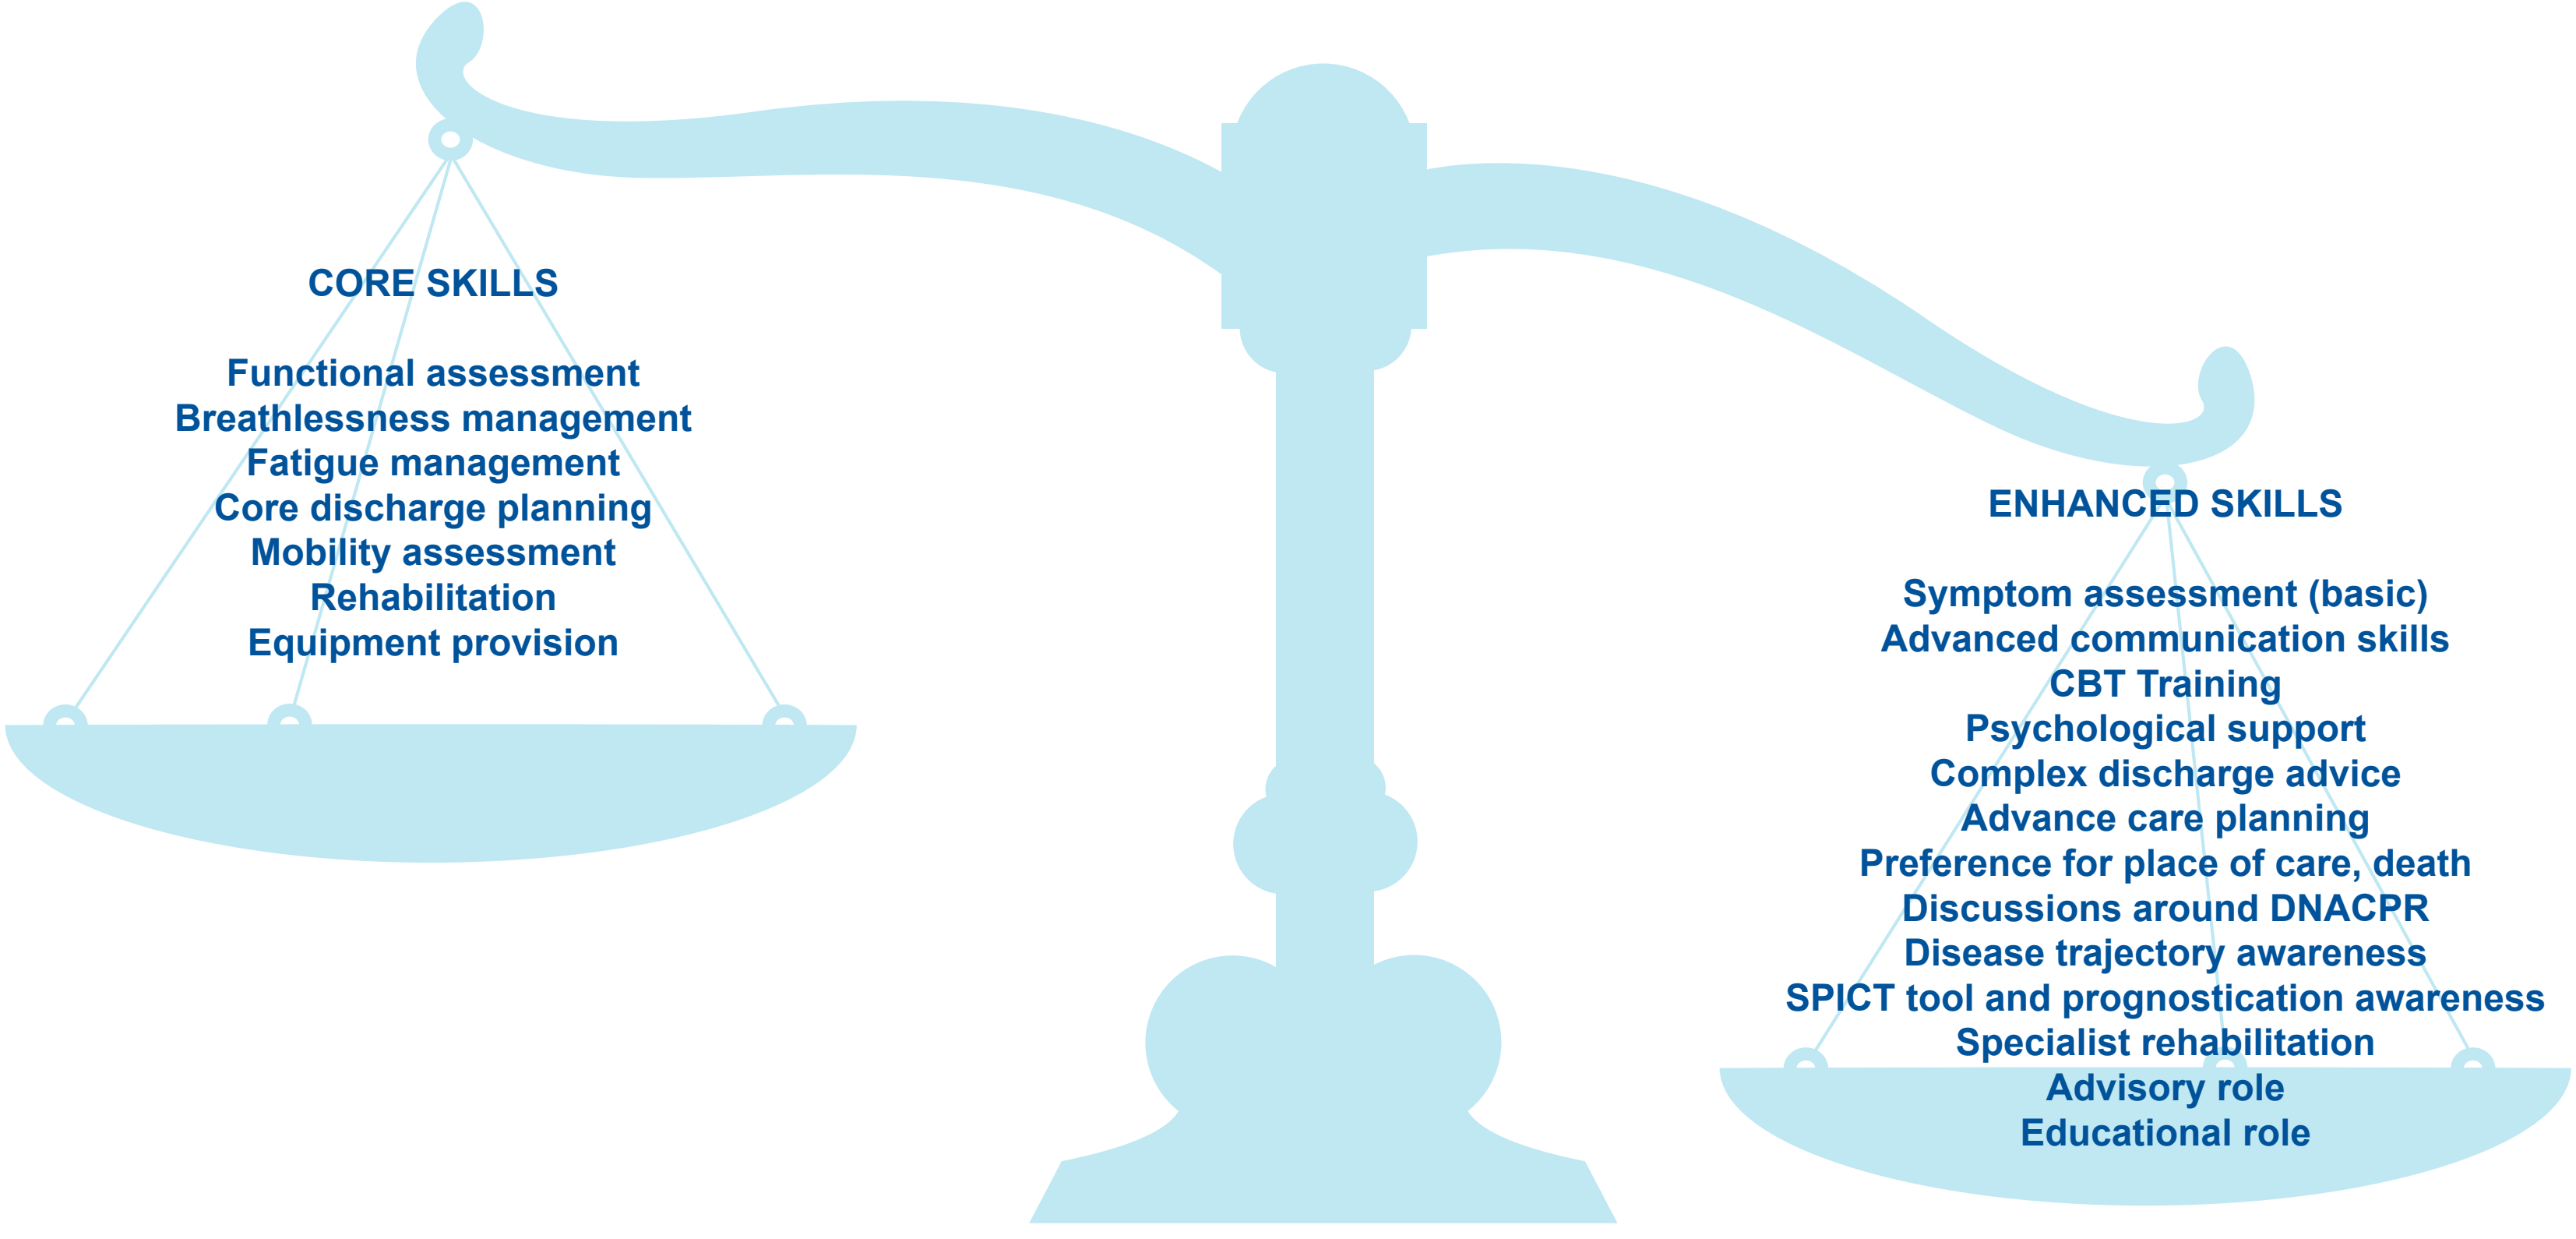 CORE SKILLS
Functional assessment
Breathlessness management
Fatigue management
Core discharge planning
Mobility assessment
Rehabilitation
Equipment provision
ENHANCED SKILLS
Symptom assessment (basic)
Advanced communication skills
CBT Training
Psychological support
Complex discharge advice
Advance care planning
Preference for place of care, death
Discussions around DNACPR
Disease trajectory awareness
SPICT tool and prognostication awareness
Specialist rehabilitation
Advisory role
Educational role